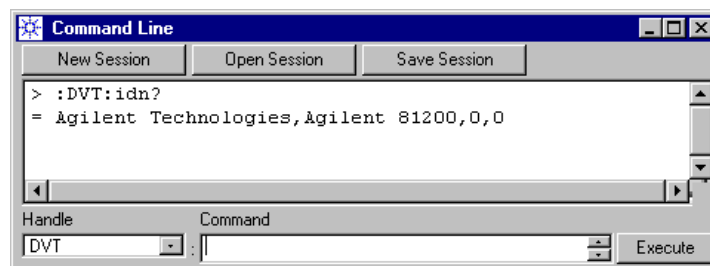 Command Line
New Session Open Session Save Session
> :DVT:idn?
= Agilent Technologies,Agilent 81200,0,0
Handle Command
DVT : Execute